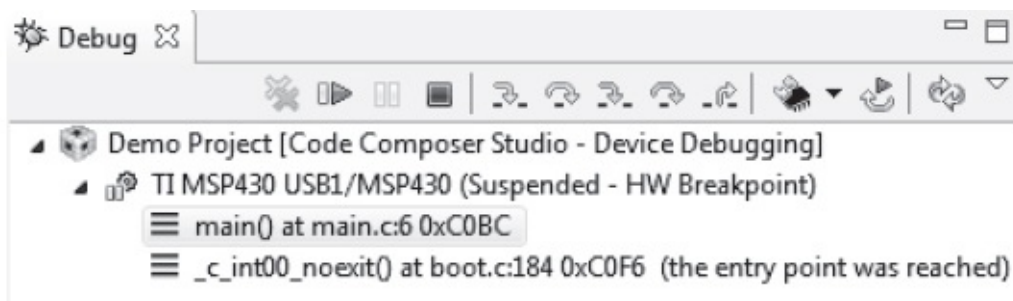 Debug
Demo Project [Code Composer Studio - Device Debugging]
TI MSP430 USB1/MSP430 (Suspended - HW Breakpoint)
main() at main.c:6 0xC0BC
_c_int00_noexit() at boot.c:184 0xC0F6 (the entry point was reached)